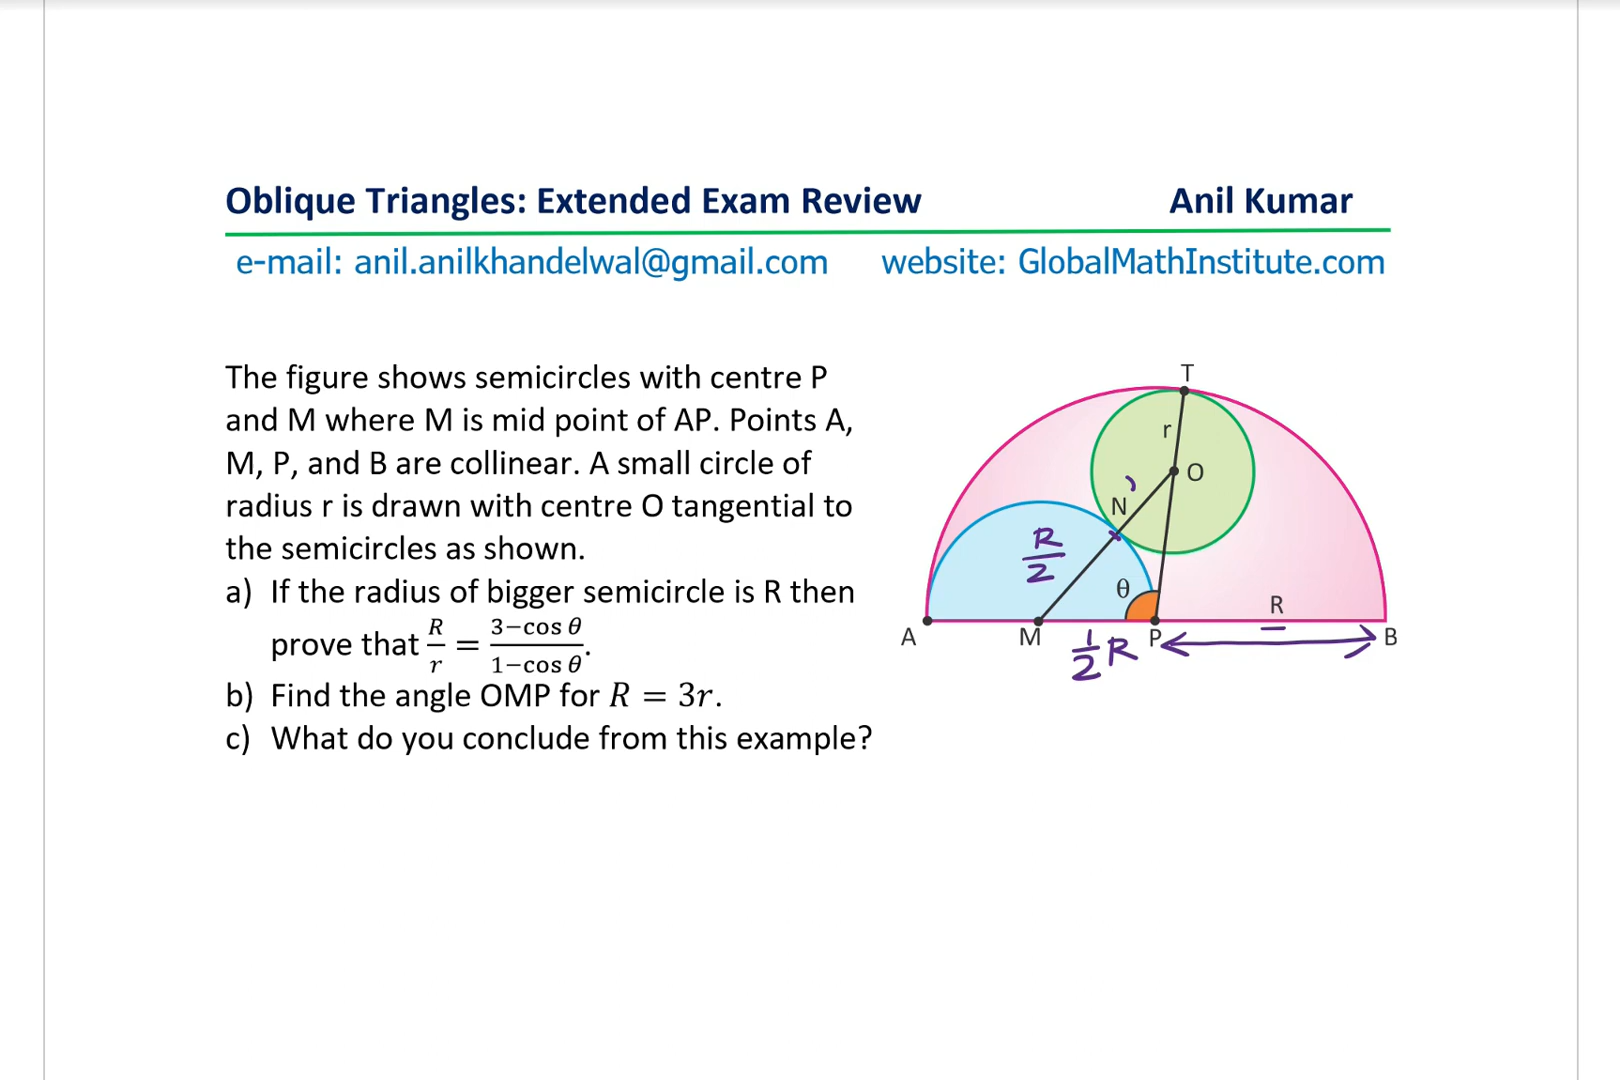 Oblique Triangles: Extended Exam Review Anil Kumar
e-mail: anil.anilkhandelwal@gmail.com website: GlobalMathInstitute.com
The figure shows semicircles with centre P
and M where M is mid point of AP. Points A,
M, P, and B are collinear. A small circle of
radius r is drawn with centre O tangential to
the semicircles as shown.
a) If the radius of bigger semicircle is R then
prove that R/r = (3−cos θ)/(1−cos θ).
b) Find the angle OMP for R = 3r.
c) What do you conclude from this example?
T
r
O
N
R/2
θ
R
A M P B
1/2 R